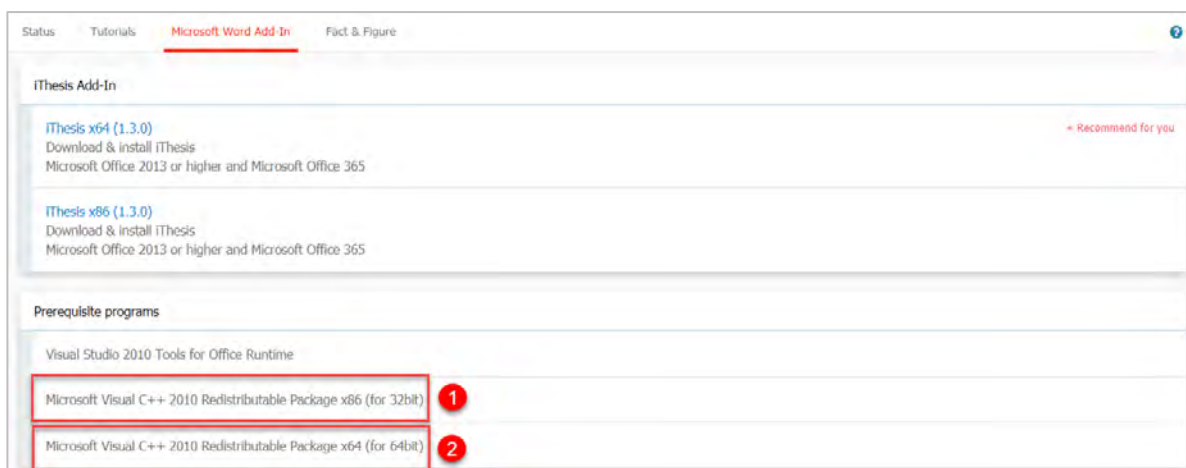 Status Tutorials Microsoft Word Add-In Fact & Figure ?
iThesis Add-In
iThesis x64 (1.3.0) + Recommend for you
Download & install iThesis
Microsoft Office 2013 or higher and Microsoft Office 365
iThesis x86 (1.3.0)
Download & install iThesis
Microsoft Office 2013 or higher and Microsoft Office 365
Prerequisite programs
Visual Studio 2010 Tools for Office Runtime
Microsoft Visual C++ 2010 Redistributable Package x86 (for 32bit) 1
Microsoft Visual C++ 2010 Redistributable Package x64 (for 64bit) 2